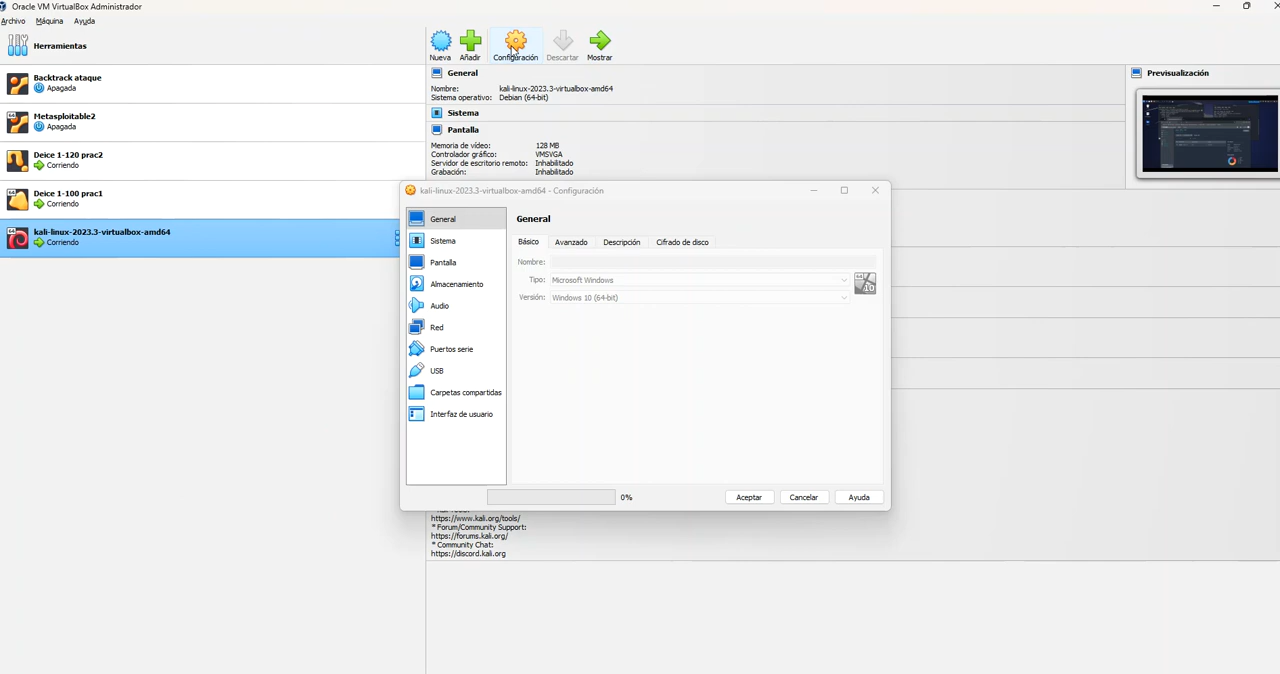 Oracle VM VirtualBox Administrador
Archivo Máquina Ayuda
Herramientas
Nueva Añadir Configuración Descartar Mostrar
Backtrack ataque
Apagada
Metasploitable2
Apagada
Deice 1-120 prac2
Corriendo
Deice 1-100 prac1
Corriendo
kali-linux-2023.3-virtualbox-amd64
Corriendo
General
Nombre: kali-linux-2023.3-virtualbox-amd64
Sistema operativo: Debian (64-bit)
Sistema
Pantalla
Memoria de vídeo: 128 MB
Controlador gráfico: VMSVGA
Servidor de escritorio remoto: Inhabilitado
Grabación: Inhabilitado
Previsualización
kali-linux-2023.3-virtualbox-amd64 - Configuración
General
Sistema
Pantalla
Almacenamiento
Audio
Red
Puertos serie
USB
Carpetas compartidas
Interfaz de usuario
General
Básico Avanzado Descripción Cifrado de disco
Nombre:
Tipo: Microsoft Windows
Versión: Windows 10 (64-bit)
64 10
0%
Aceptar Cancelar Ayuda
https://www.kali.org/tools/
* Forum/Community Support:
https://forums.kali.org/
* Community Chat:
https://discord.kali.org